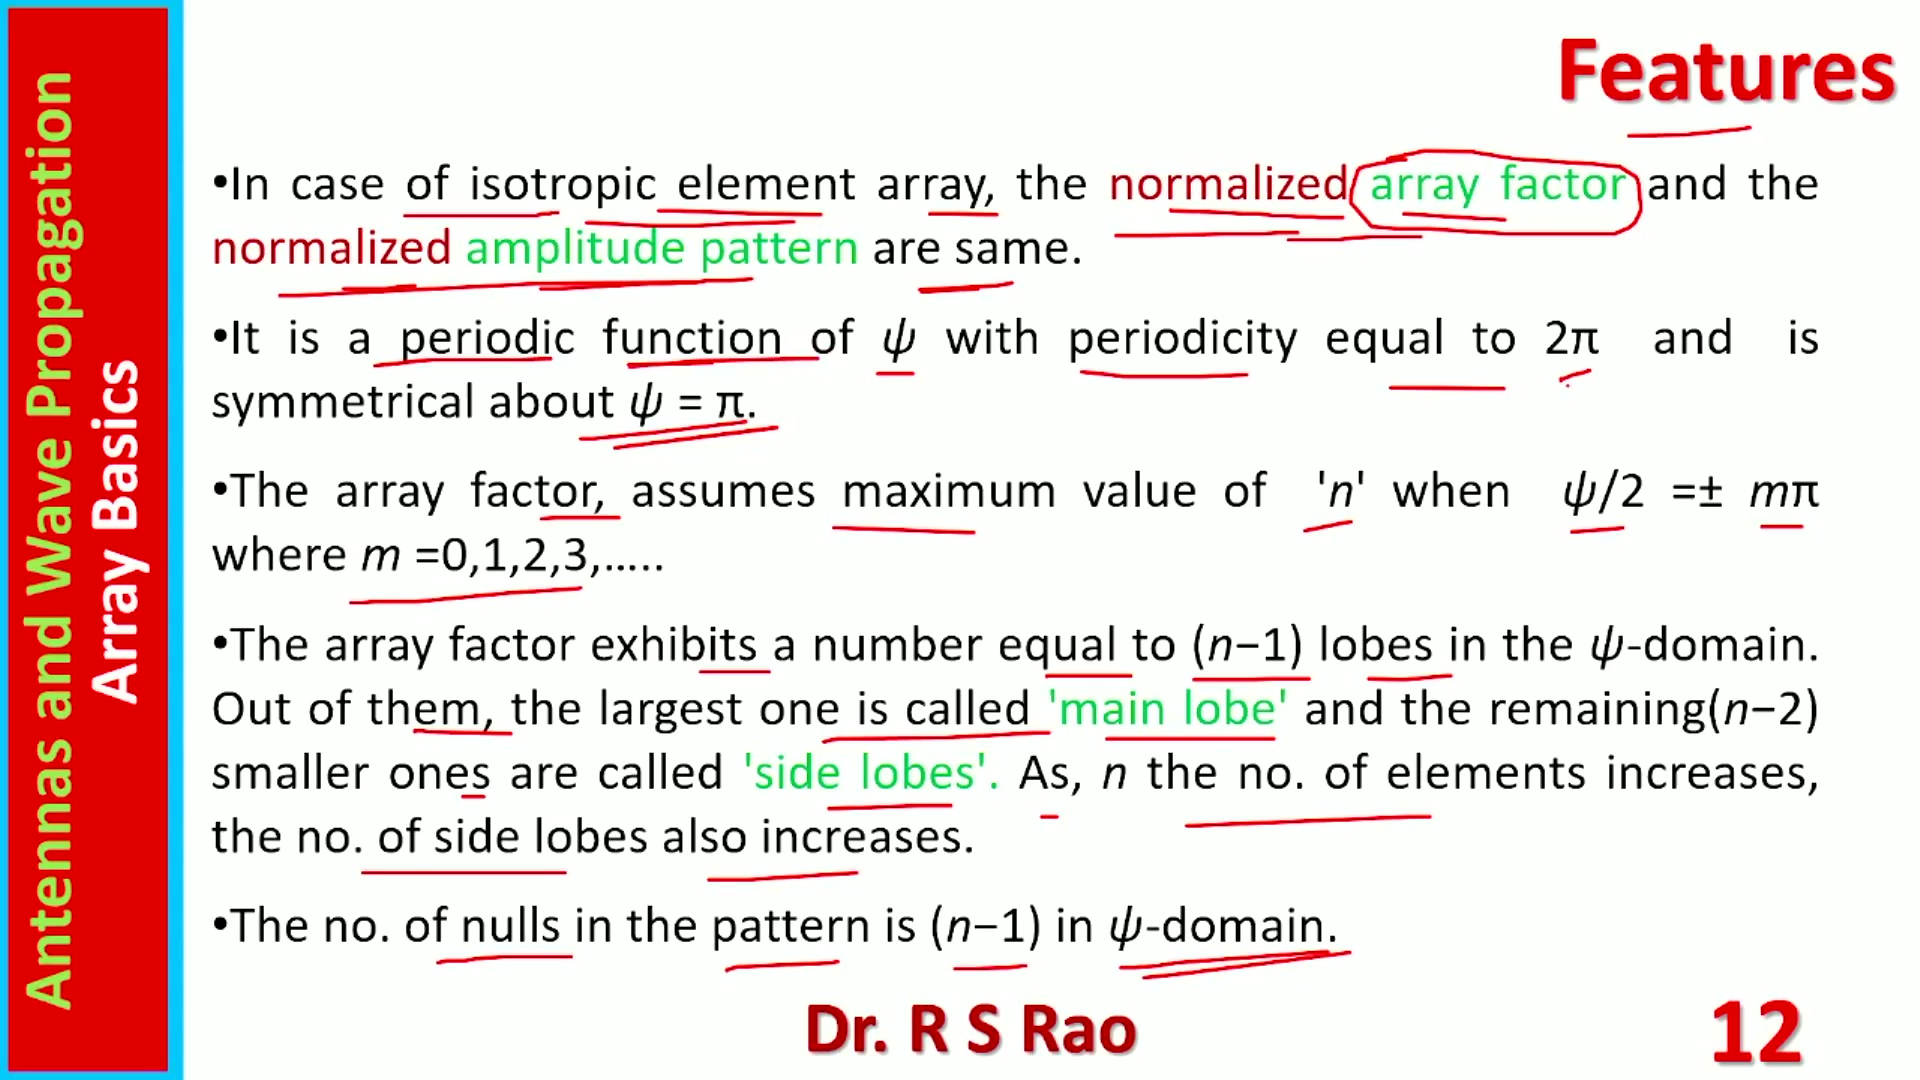 Antennas and Wave Propagation
Array Basics
Features
•In case of isotropic element array, the normalized array factor and the
normalized amplitude pattern are same.
•It is a periodic function of ψ with periodicity equal to 2π and is
symmetrical about ψ = π.
•The array factor, assumes maximum value of 'n' when ψ/2 =± mπ
where m =0,1,2,3,.....
•The array factor exhibits a number equal to (n−1) lobes in the ψ-domain.
Out of them, the largest one is called 'main lobe' and the remaining(n−2)
smaller ones are called 'side lobes'. As, n the no. of elements increases,
the no. of side lobes also increases.
•The no. of nulls in the pattern is (n−1) in ψ-domain.
Dr. R S Rao
12